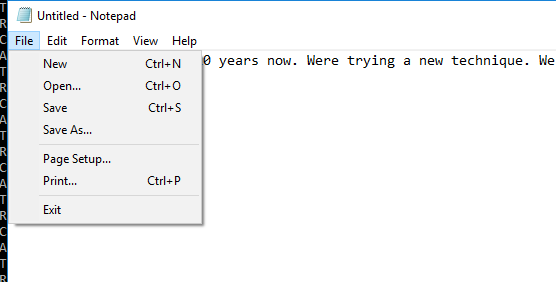 Untitled - Notepad
File Edit Format View Help
New Ctrl+N
0 years now. Were trying a new technique. We
Open... Ctrl+O
Save Ctrl+S
Save As...
Page Setup...
Print... Ctrl+P
Exit
T
R
C
A
T
R
C
A
T
R
C
A
T
R
C
A
T
R